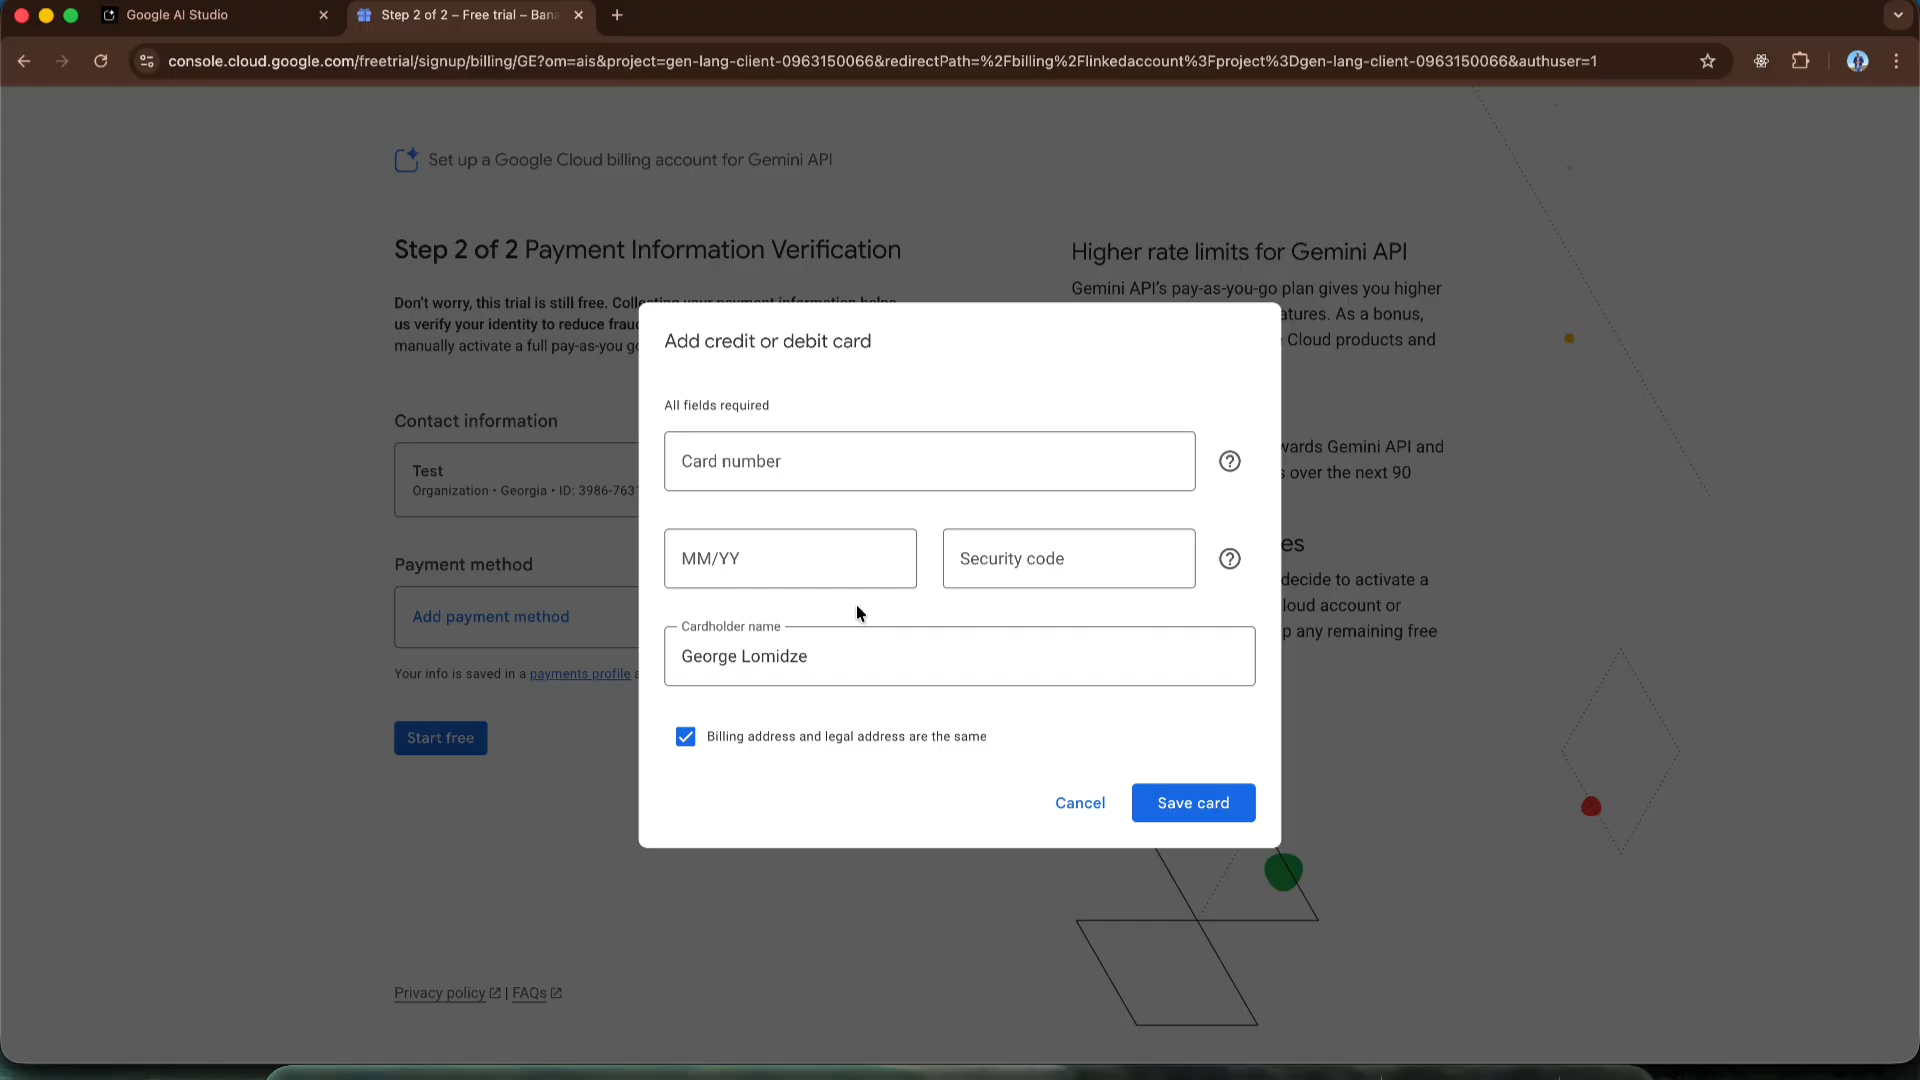 Google AI Studio
Step 2 of 2 – Free trial – Bana
console.cloud.google.com/freetrial/signup/billing/GE?om=ais&project=gen-lang-client-0963150066&redirectPath=%2Fbilling%2Flinkedaccount%3Fproject%3Dgen-lang-client-0963150066&authuser=1
Set up a Google Cloud billing account for Gemini API
Step 2 of 2 Payment Information Verification
Don't worry, this trial is still free. Collecting your payment information helps
us verify your identity to reduce frau
manually activate a full pay-as-you go
Contact information
Test
Organization • Georgia • ID: 3986-763
Payment method
Add payment method
Your info is saved in a payments profile a
Start free
Privacy policy | FAQs
Higher rate limits for Gemini API
Gemini API's pay-as-you-go plan gives you higher
atures. As a bonus,
Cloud products and
wards Gemini API and
s over the next 90
es
decide to activate a
loud account or
p any remaining free
Add credit or debit card
All fields required
Card number
MM/YY
Security code
Cardholder name
George Lomidze
Billing address and legal address are the same
Cancel
Save card